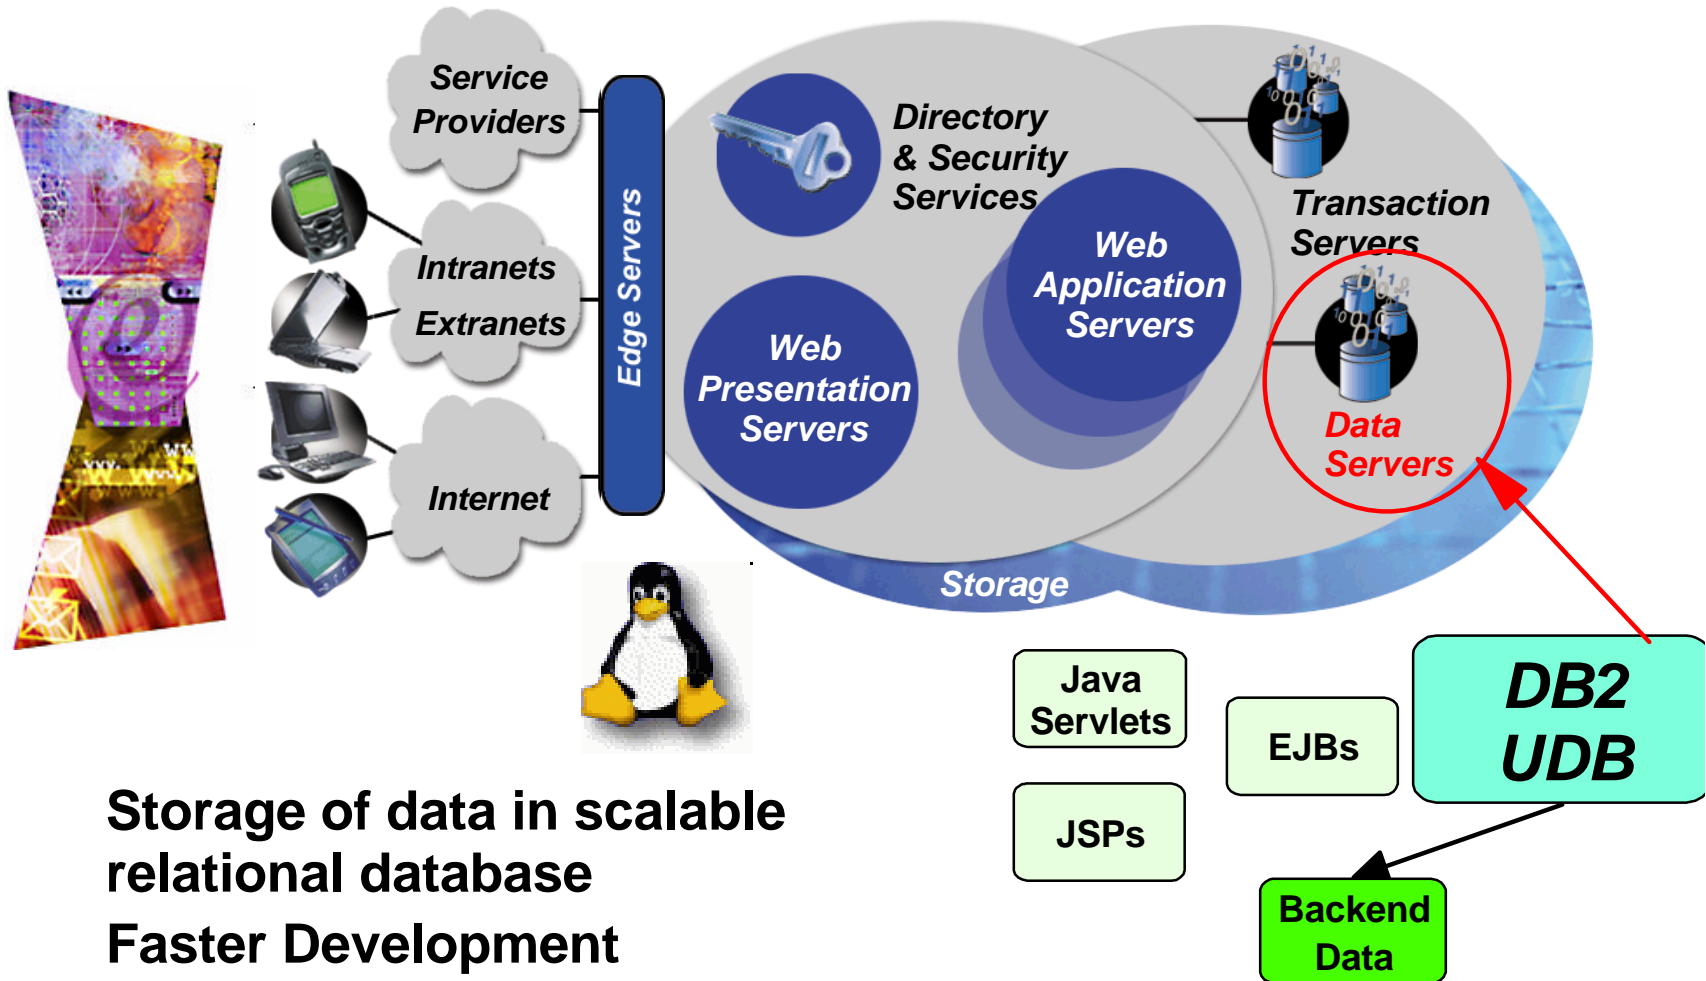 Service
Providers
Intranets
Extranets
Internet
Edge Servers
Directory
& Security
Services
Web
Presentation
Servers
Web
Application
Servers
Transaction
Servers
Data
Servers
Storage
Java
Servlets
JSPs
EJBs
DB2
UDB
Backend
Data
Storage of data in scalable
relational database
Faster Development